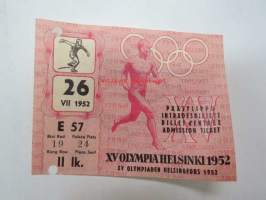 26
VII 1952
E 57
19 24
II lk.
PÄÄSYLIPPU
INTRÄDESBILJETT
BILLET D'ENTRÉE
ADMISSION TICKET
XV
XV OLYMPIA HELSINKI 1952
XV OLYMPIADEN HELSINGFORS 1952